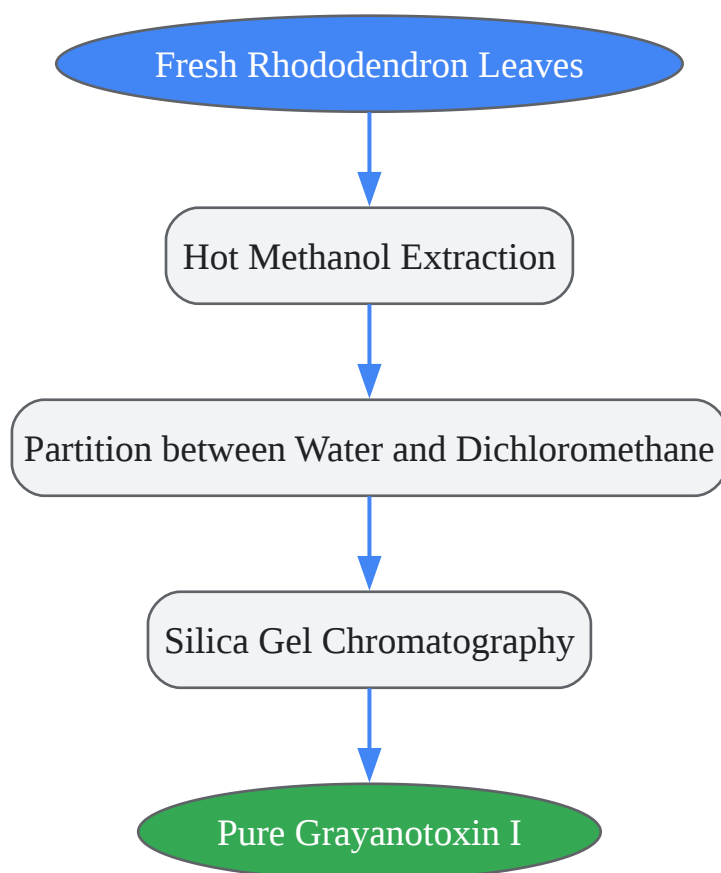 Fresh Rhododendron Leaves
Hot Methanol Extraction
Partition between Water and Dichloromethane
Silica Gel Chromatography
Pure Grayanotoxin I